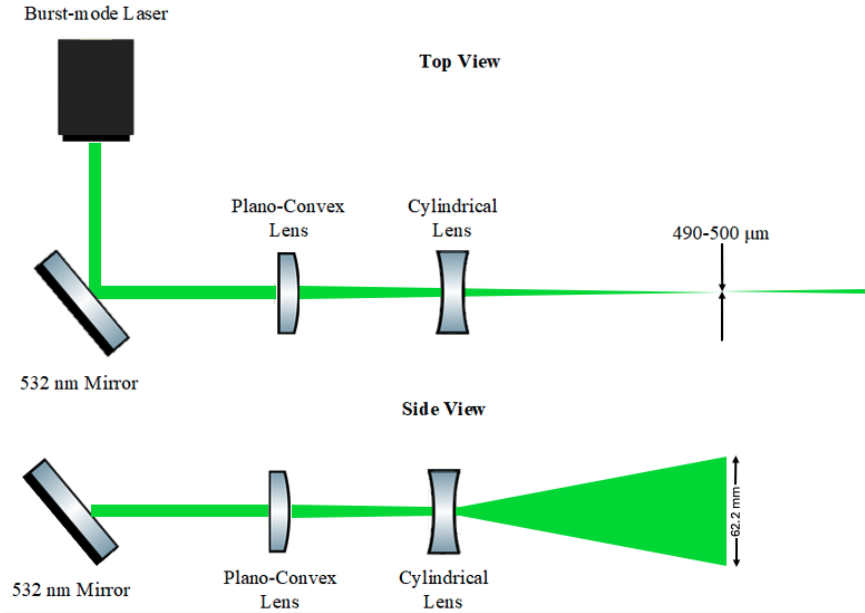 Burst-mode Laser
Top View
Plano-Convex
Lens
Cylindrical
Lens
490-500 μm
532 nm Mirror
Side View
62.2 mm
532 nm Mirror
Plano-Convex
Lens
Cylindrical
Lens